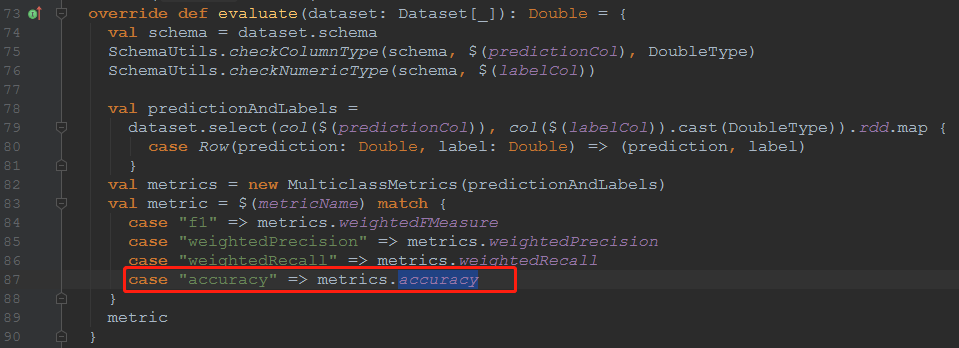 73 override def evaluate(dataset: Dataset[_]): Double = {
74 val schema = dataset.schema
75 SchemaUtils.checkColumnType(schema, $(predictionCol), DoubleType)
76 SchemaUtils.checkNumericType(schema, $(labelCol))
77
78 val predictionAndLabels =
79 dataset.select(col($(predictionCol)), col($(labelCol)).cast(DoubleType)).rdd.map {
80 case Row(prediction: Double, label: Double) => (prediction, label)
81 }
82 val metrics = new MulticlassMetrics(predictionAndLabels)
83 val metric = $(metricName) match {
84 case "f1" => metrics.weightedFMeasure
85 case "weightedPrecision" => metrics.weightedPrecision
86 case "weightedRecall" => metrics.weightedRecall
87 case "accuracy" => metrics.accuracy
88 }
89 metric
90 }